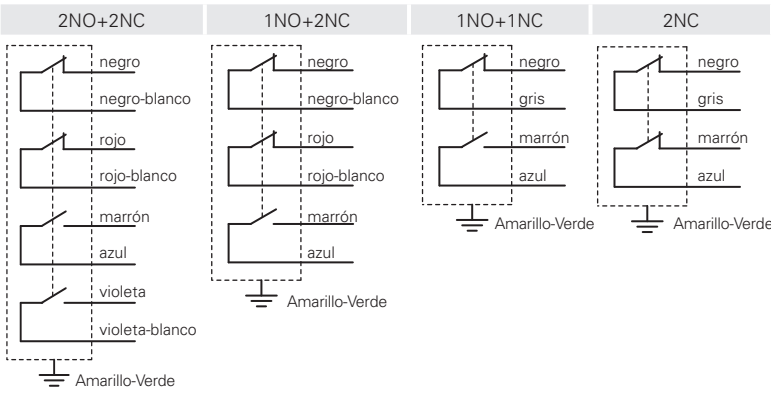 2NO+2NC
negro
negro-blanco
rojo
rojo-blanco
marrón
azul
violeta
violeta-blanco
Amarillo-Verde
1NO+2NC
negro
negro-blanco
rojo
rojo-blanco
marrón
azul
Amarillo-Verde
1NO+1NC
negro
gris
marrón
azul
Amarillo-Verde
2NC
negro
gris
marrón
azul
Amarillo-Verde